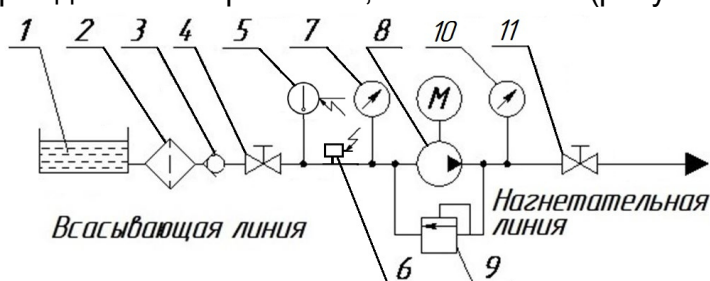 1 2 3 4 5 7 8 10 11
М
Всасывающая линия
Нагнетательная
линия
6 9